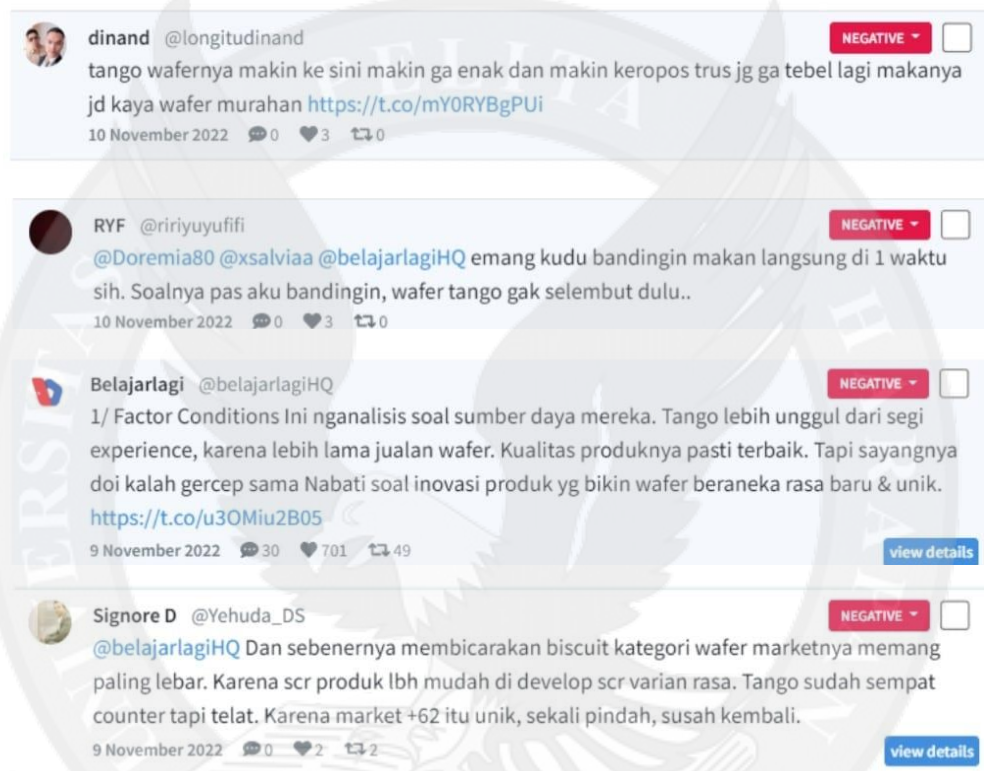 dinand @longitudinand NEGATIVE
tango wafernya makin ke sini makin ga enak dan makin keropos trus jg ga tebel lagi makanya
jd kaya wafer murahan https://t.co/mY0RYBgPUi
10 November 2022 0 3 0
RYF @ririyuyufifi NEGATIVE
@Doremia80 @xsalviaa @belajarlagiHQ emang kudu bandingin makan langsung di 1 waktu
sih. Soalnya pas aku bandingin, wafer tango gak selembut dulu..
10 November 2022 0 3 0
Belajarlagi @belajarlagiHQ NEGATIVE
1/ Factor Conditions Ini nganalisis soal sumber daya mereka. Tango lebih unggul dari segi
experience, karena lebih lama jualan wafer. Kualitas produknya pasti terbaik. Tapi sayangnya
doi kalah gercep sama Nabati soal inovasi produk yg bikin wafer beraneka rasa baru & unik.
https://t.co/u3OMiu2B05
9 November 2022 30 701 49 view details
Signore D @Yehuda_DS NEGATIVE
@belajarlagiHQ Dan sebenernya membicarakan biscuit kategori wafer marketnya memang
paling lebar. Karena scr produk lbh mudah di develop scr varian rasa. Tango sudah sempat
counter tapi telat. Karena market +62 itu unik, sekali pindah, susah kembali.
9 November 2022 0 2 2 view details
UNIVERSITAS PELITA HARAPAN